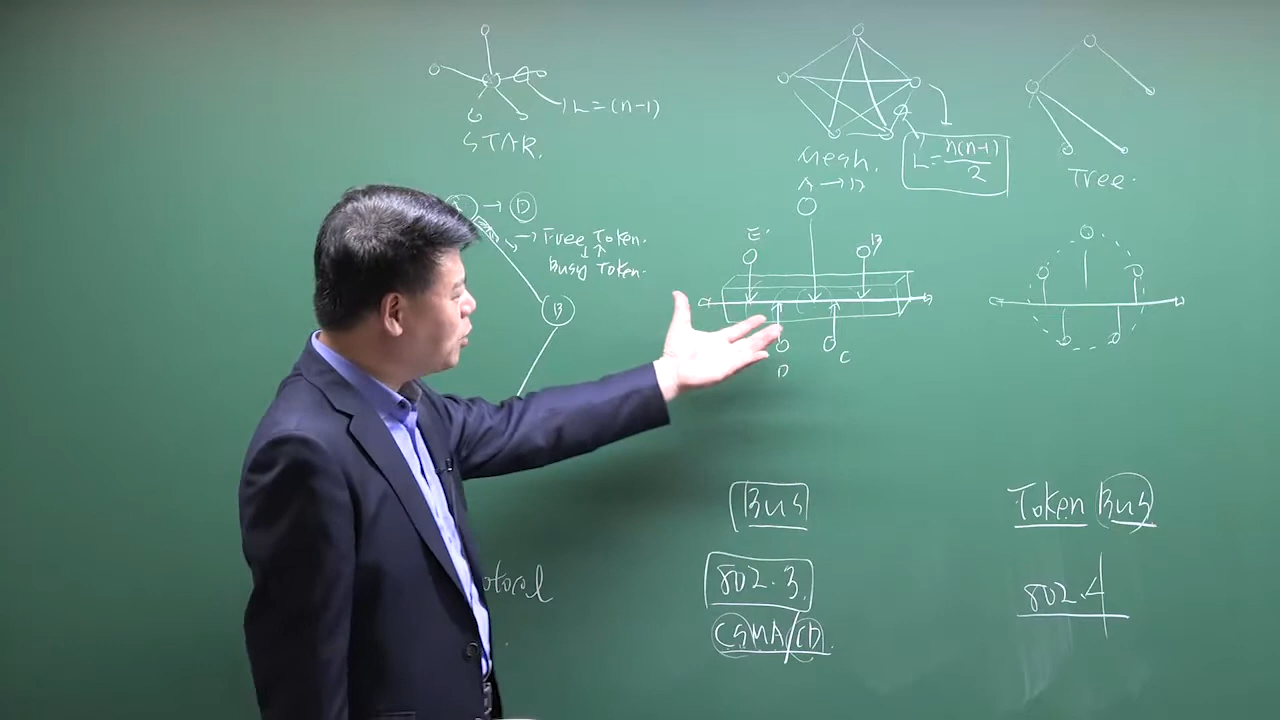 L=(n-1)
STAR.
Mesh.
L=n(n-1)/2
Tree.
→ D
→ Free Token.
Busy Token.
B
E.
B
D
C
Bus
Token Bus
802.3
802.4
CSMA/CD